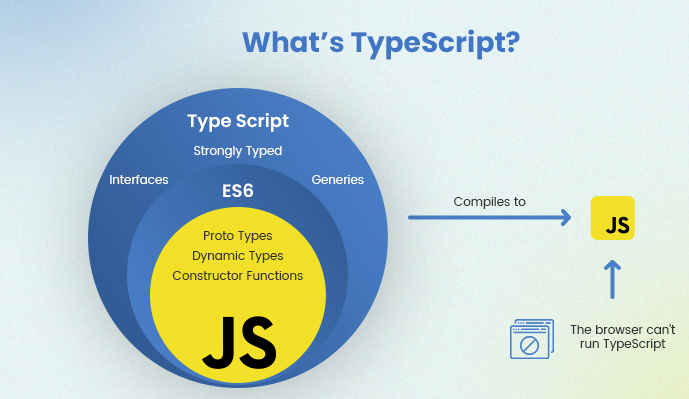 What's TypeScript?
Type Script
Strongly Typed
Interfaces
Generies
ES6
Proto Types
Dynamic Types
Constructor Functions
JS
Compiles to
JS
The browser can't
run TypeScript